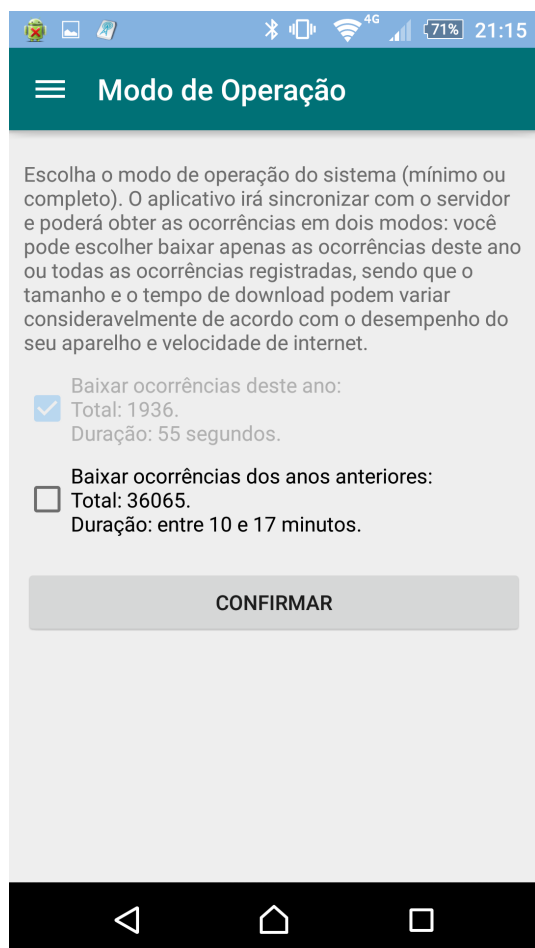 4G
71%
21:15
Modo de Operação
Escolha o modo de operação do sistema (mínimo ou
completo). O aplicativo irá sincronizar com o servidor
e poderá obter as ocorrências em dois modos: você
pode escolher baixar apenas as ocorrências deste ano
ou todas as ocorrências registradas, sendo que o
tamanho e o tempo de download podem variar
consideravelmente de acordo com o desempenho do
seu aparelho e velocidade de internet.
Baixar ocorrências deste ano:
Total: 1936.
Duração: 55 segundos.
Baixar ocorrências dos anos anteriores:
Total: 36065.
Duração: entre 10 e 17 minutos.
CONFIRMAR